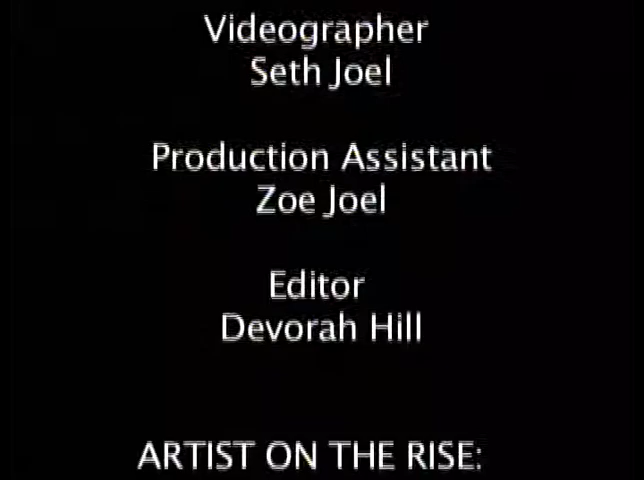 Videographer
Seth Joel
Production Assistant
Zoe Joel
Editor
Devorah Hill
ARTIST ON THE RISE: